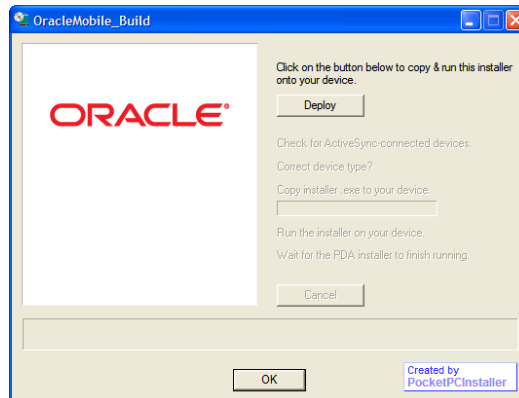 OracleMobile_Build
ORACLE®
Click on the button below to copy & run this installer
onto your device.
Deploy
Check for ActiveSync-connected devices.
Correct device type?
Copy installer .exe to your device.
Run the installer on your device.
Wait for the PDA installer to finish running.
Cancel
OK
Created by
PocketPCInstaller